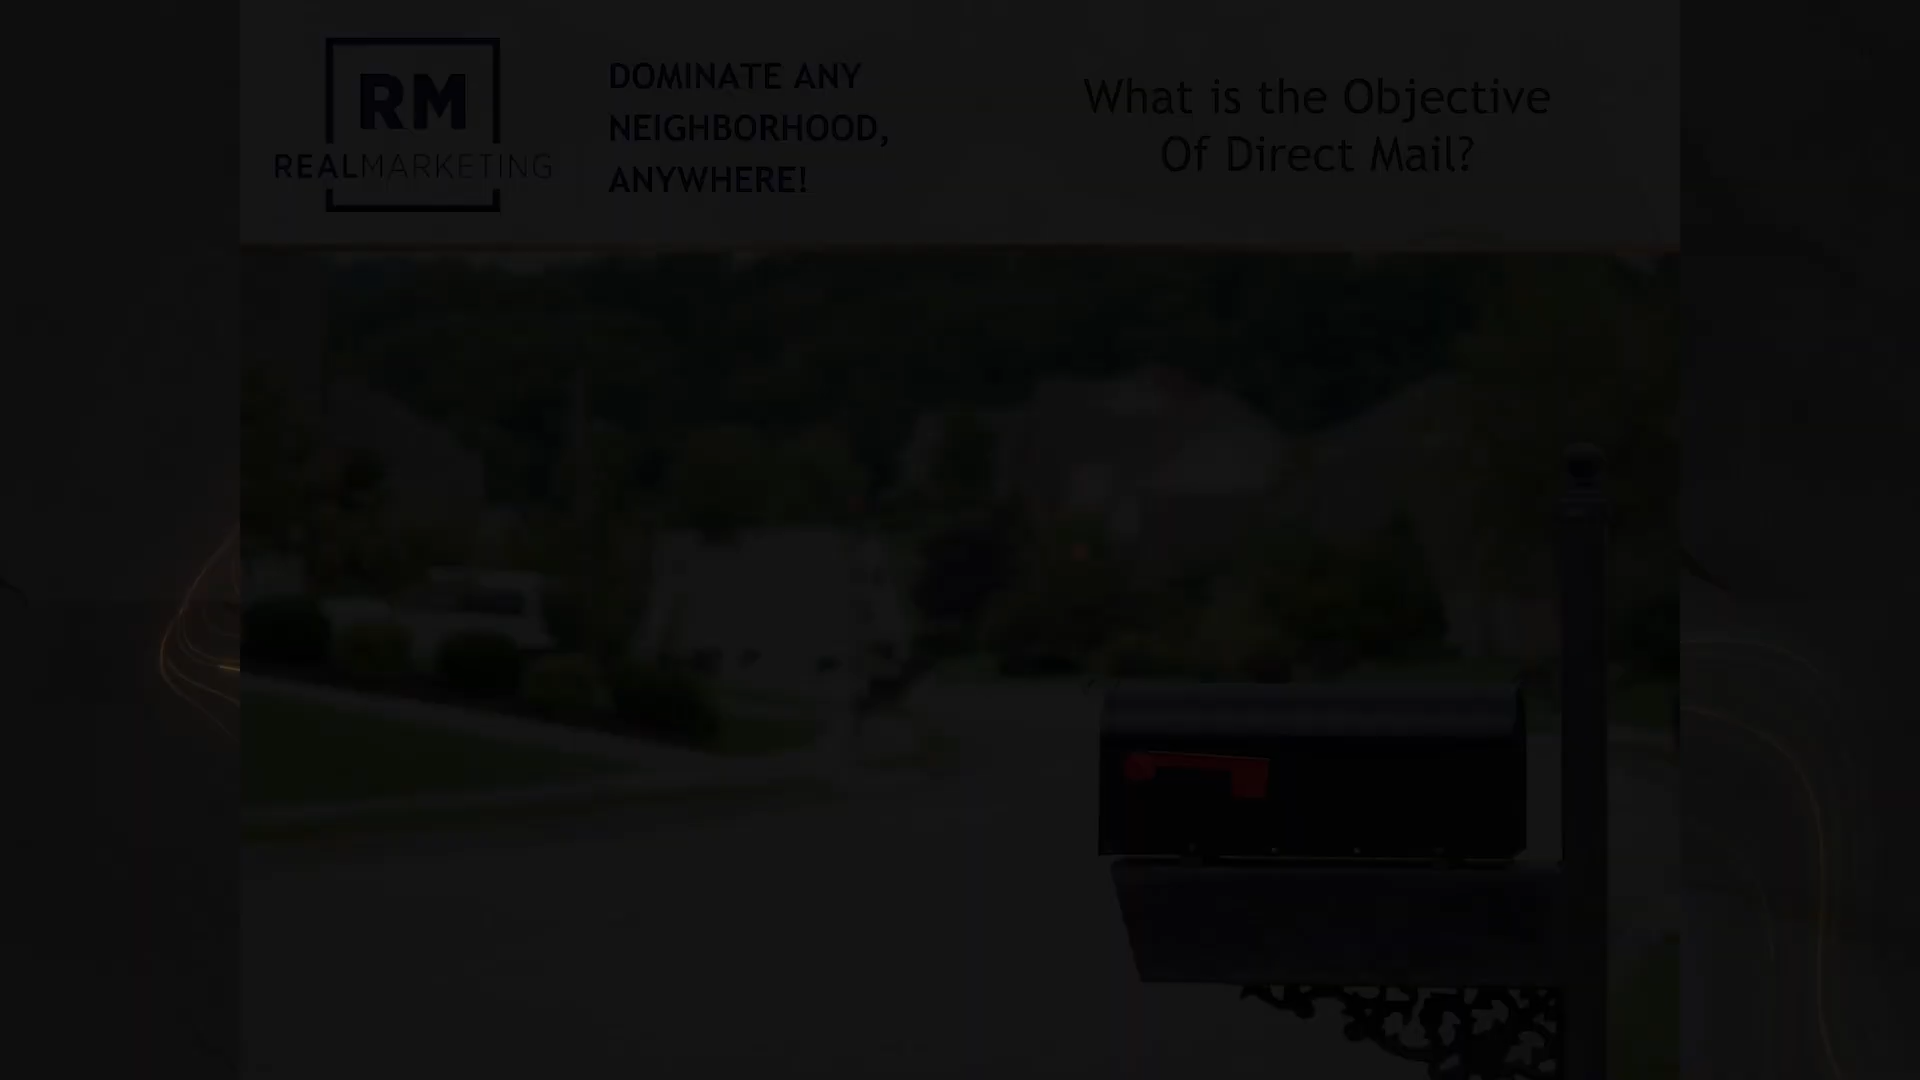 RM
REALMARKETING
DOMINATE ANY
NEIGHBORHOOD,
ANYWHERE!
What is the Objective
Of Direct Mail?